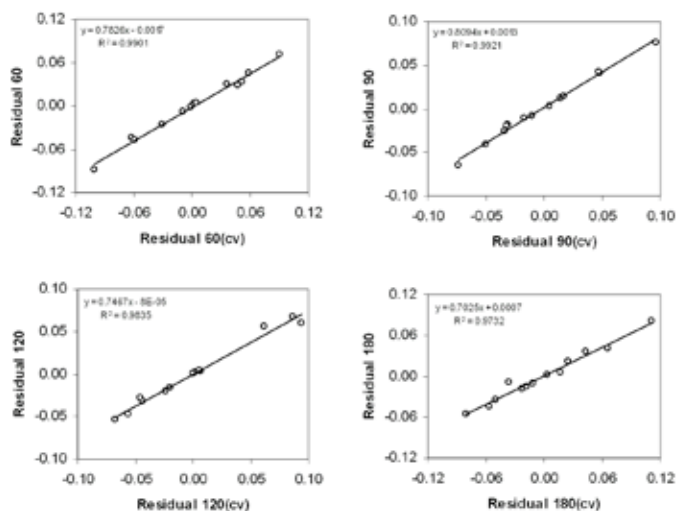 y = 0.7826x - 0.0017
R² = 0.9901
0.12
0.06
0.00
-0.06
-0.12
Residual 60
-0.12 -0.06 0.00 0.06 0.12
Residual 60(cv)
y = 0.8094x + 0.0013
R² = 0.9921
0.10
0.05
0.00
-0.05
-0.10
Residual 90
-0.10 -0.05 0.00 0.05 0.10
Residual 90(cv)
y = 0.7467x - 8E-05
R² = 0.9835
0.10
0.05
0.00
-0.05
-0.10
Residual 120
-0.10 -0.05 0.00 0.05 0.10
Residual 120(cv)
R² = 0.9732
0.12
0.06
0.00
-0.06
-0.12
Residual 180
-0.12 -0.06 0.00 0.06 0.12
Residual 180(cv)